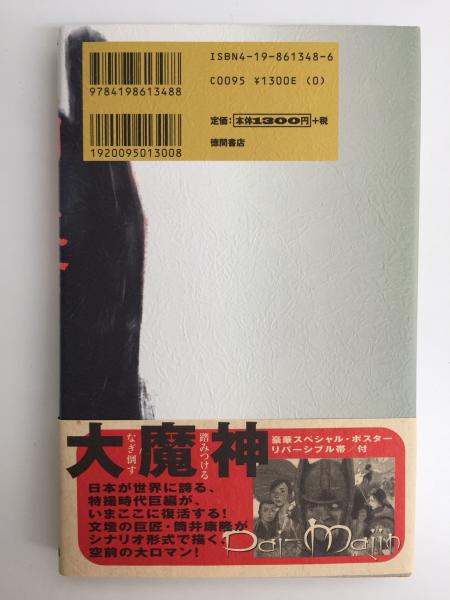 ISBN4-19-861348-6
9784198613488
C0095 ¥1300E (0)
定価:本体1300円+税
1920095013008
徳間書店
大魔神
なぎ倒す
踏みつける
豪華スペシャル・ポスター
リバーシブル帯/付
日本が世界に誇る、
特撮時代巨編が、
いまここに復活する!
文壇の巨匠・筒井康隆が
シナリオ形式で描く、
空前の大ロマン!
Dai-Majin